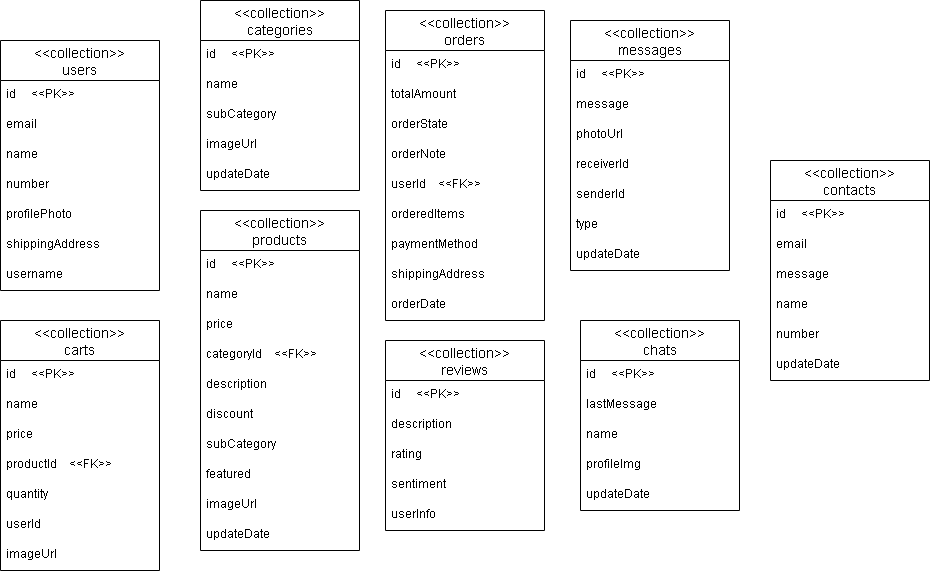 <<collection>>
users
id <<PK>>
email
name
number
profilePhoto
shippingAddress
username
<<collection>>
carts
id <<PK>>
name
price
productId <<FK>>
quantity
userId
imageUrl
<<collection>>
categories
id <<PK>>
name
subCategory
imageUrl
updateDate
<<collection>>
products
id <<PK>>
name
price
categoryId <<FK>>
description
discount
subCategory
featured
imageUrl
updateDate
<<collection>>
orders
id <<PK>>
totalAmount
orderState
orderNote
userId <<FK>>
orderedItems
paymentMethod
shippingAddress
orderDate
<<collection>>
reviews
id <<PK>>
description
rating
sentiment
userInfo
<<collection>>
messages
id <<PK>>
message
photoUrl
receiverId
senderId
type
updateDate
<<collection>>
chats
id <<PK>>
lastMessage
name
profileImg
updateDate
<<collection>>
contacts
id <<PK>>
email
message
name
number
updateDate